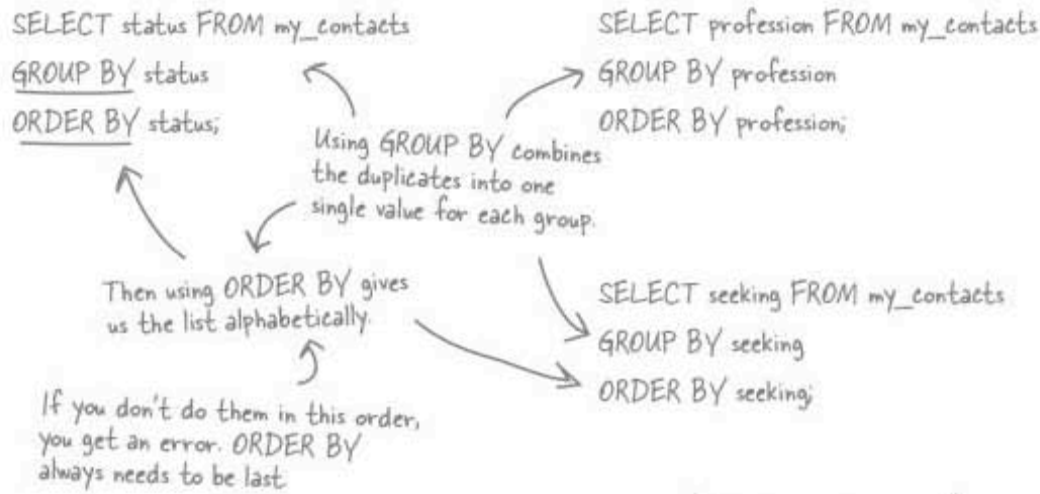 SELECT status FROM my_contacts
GROUP BY status
ORDER BY status;
SELECT profession FROM my_contacts
GROUP BY profession
ORDER BY profession;
Using GROUP BY combines
the duplicates into one
single value for each group.
Then using ORDER BY gives
us the list alphabetically.
SELECT seeking FROM my_contacts
GROUP BY seeking
ORDER BY seeking;
If you don't do them in this order,
you get an error. ORDER BY
always needs to be last.